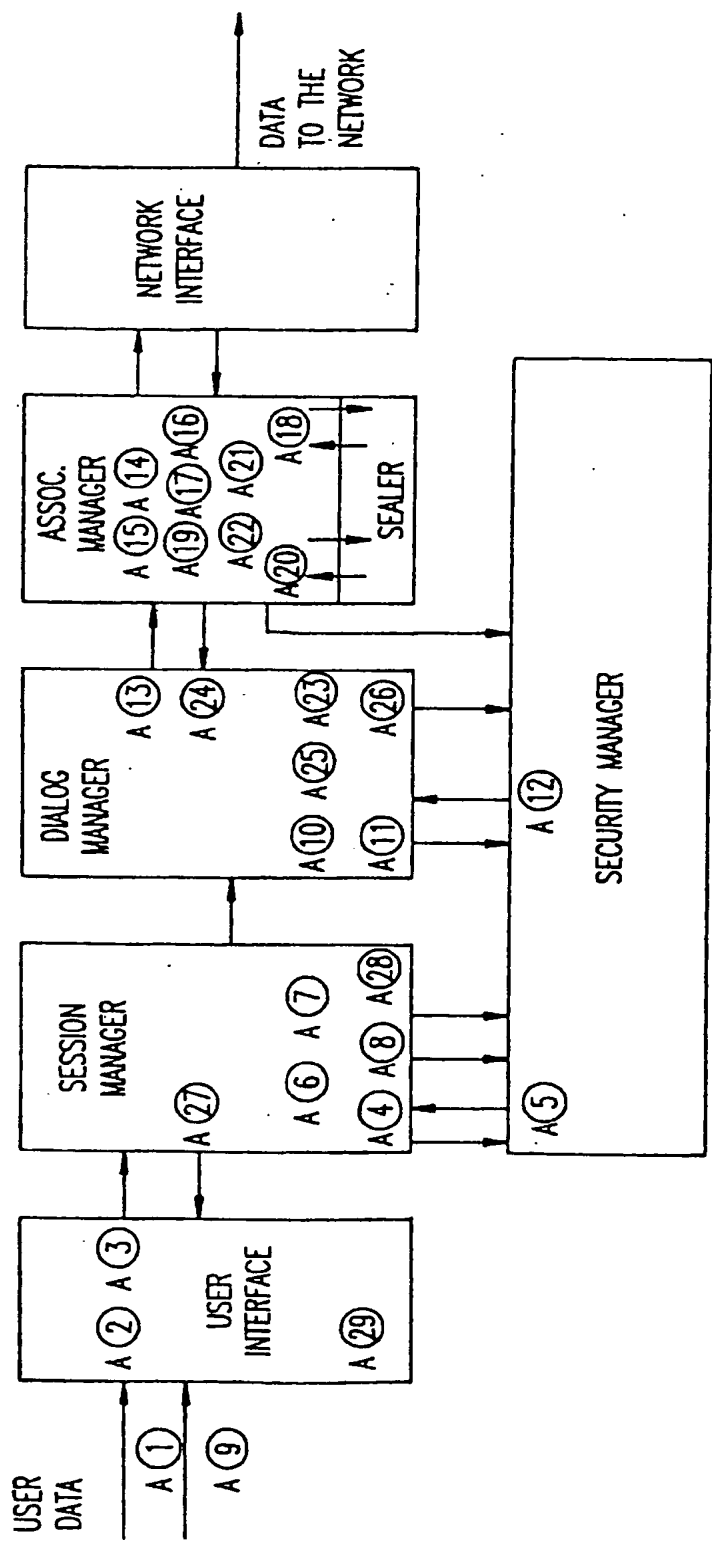 USER
DATA
A 1
A 9
A 2 A 3
USER
INTERFACE
A 29
SESSION
MANAGER
A 27
A 6 A 7
A 4 A 8 A 28
DIALOG
MANAGER
A 13
A 24
A 10 A 25 A 23
A 11 A 26
ASSOC.
MANAGER
A 15 A 14
A 19 A 17 A 16
A 22 A 21
A 20 A 18
SEALER
NETWORK
INTERFACE
DATA
TO THE
NETWORK
A 5 A 12
SECURITY MANAGER